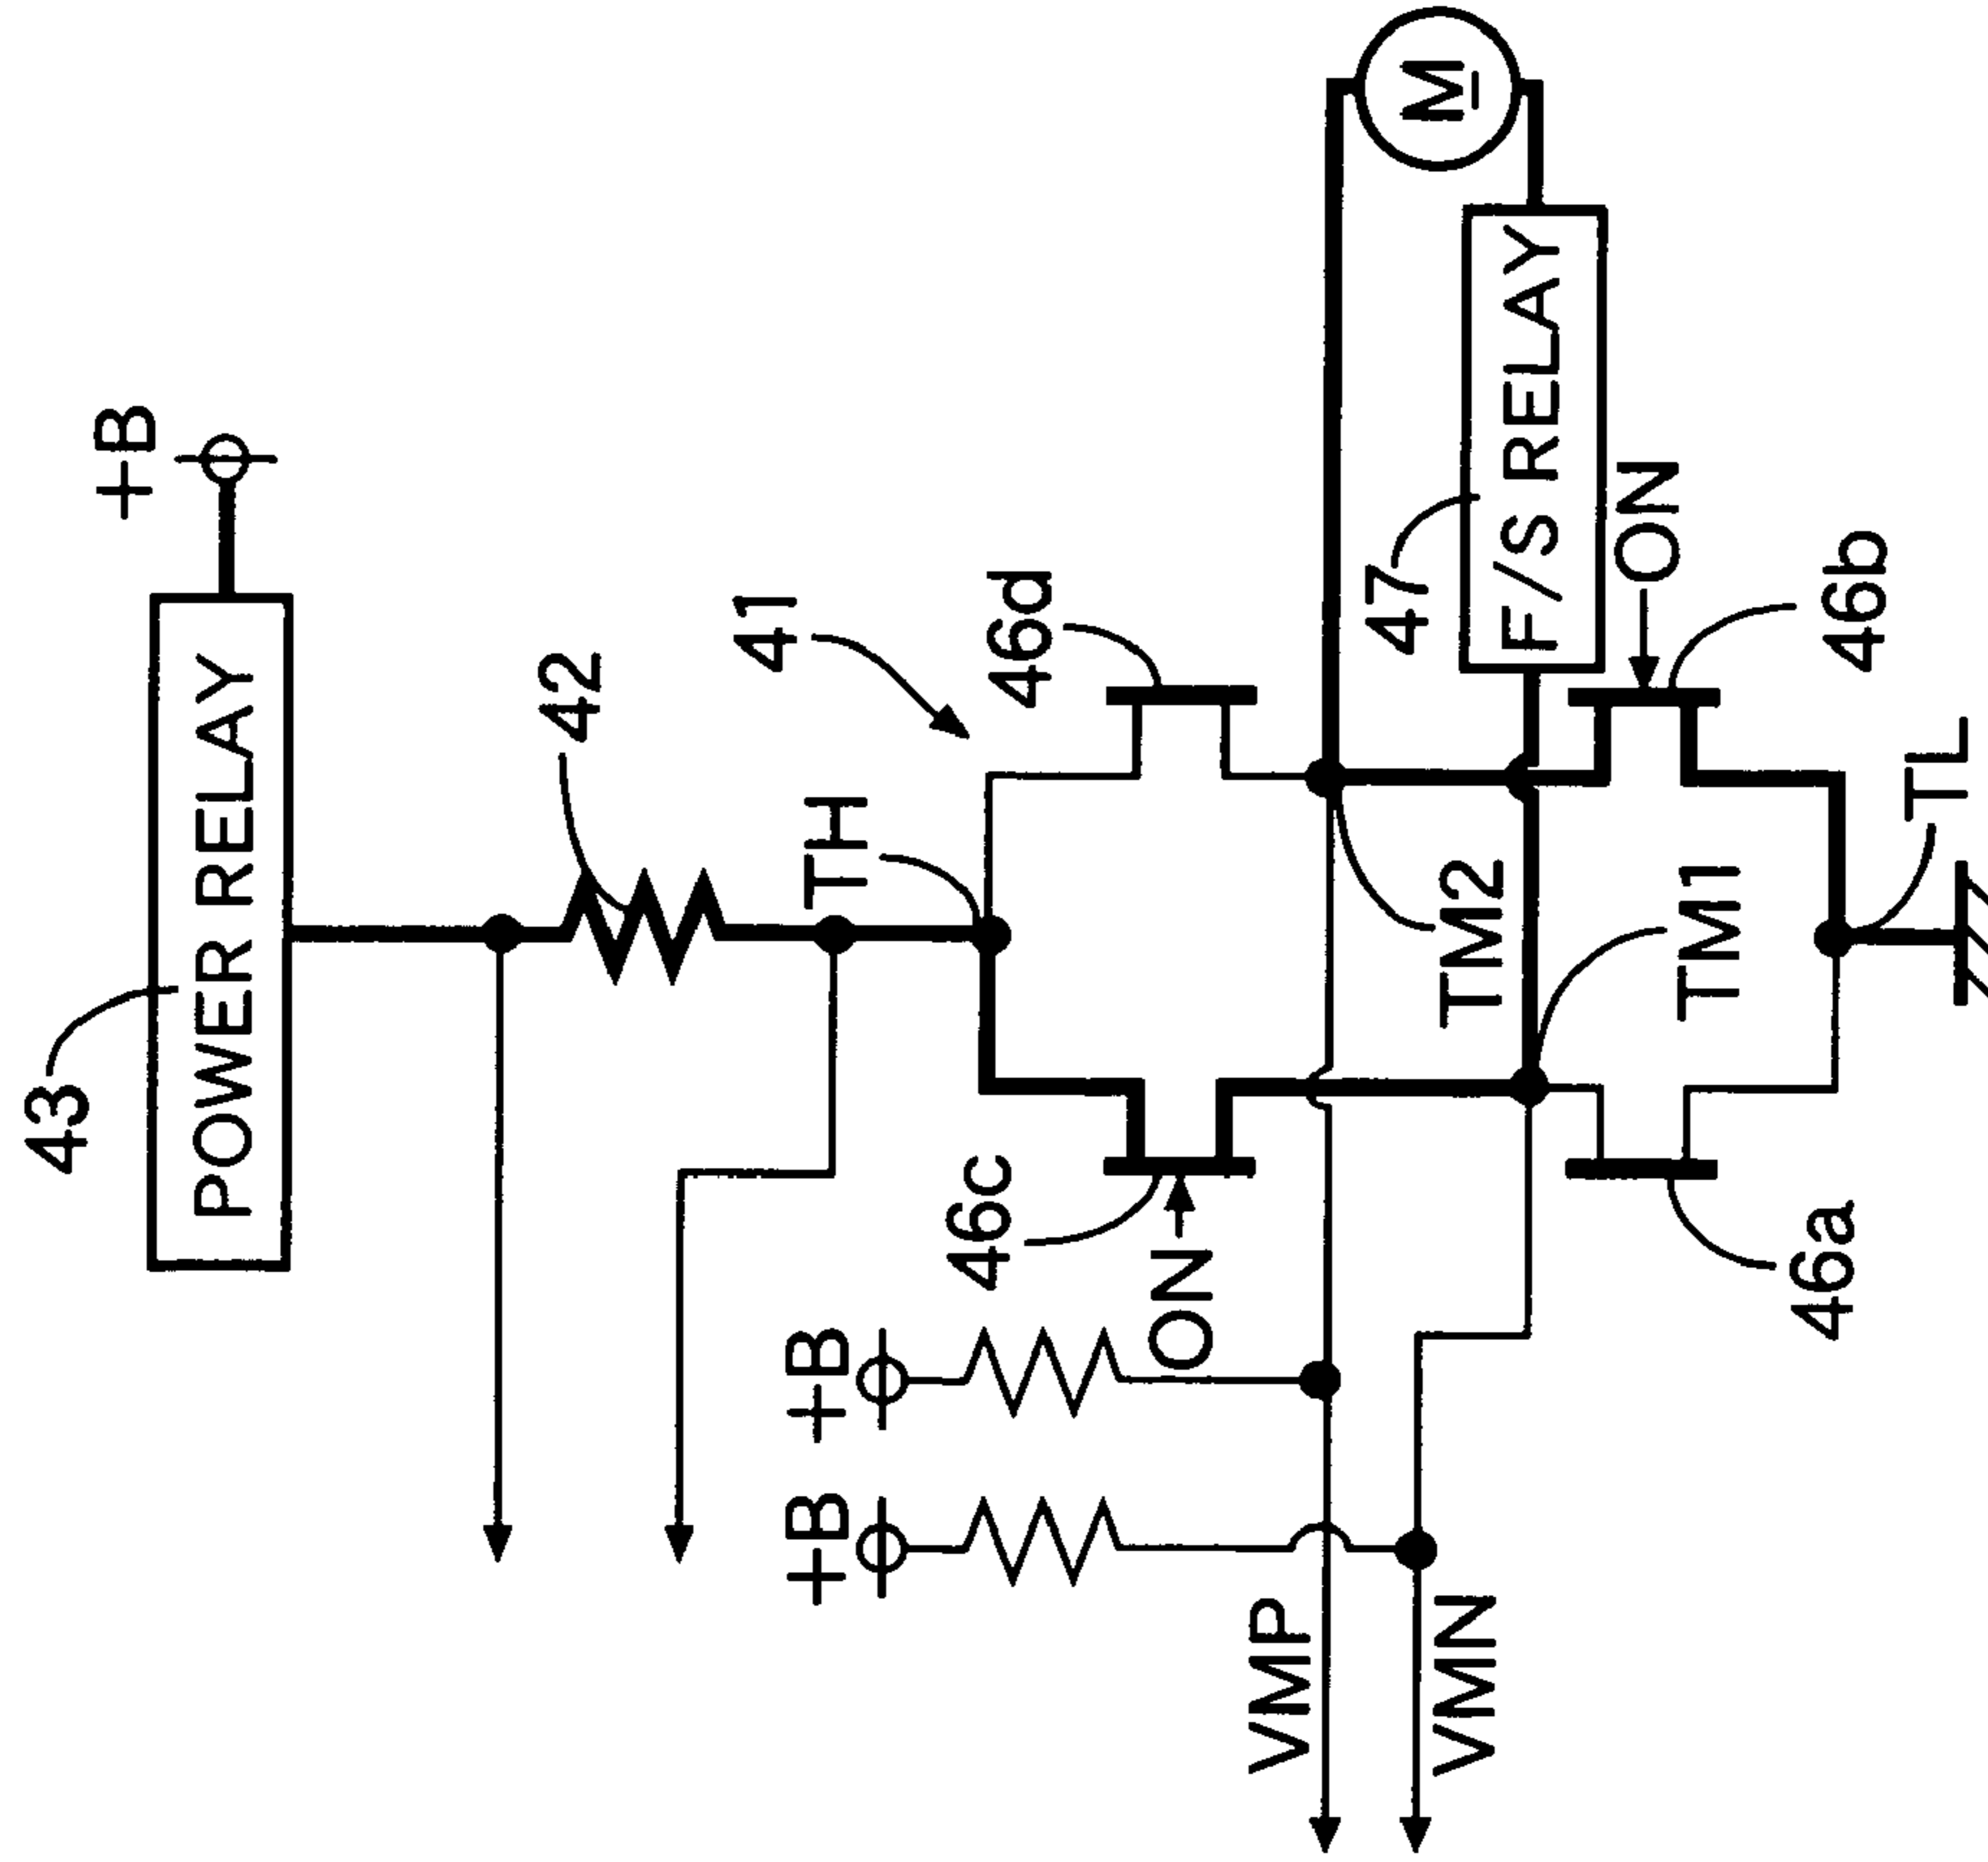 43
POWER RELAY
+B
42
41
TH
46d
46c
ON
+B
+B
VMP
VMN
TM2
TM1
47
F/S RELAY
M
ON
46b
46a
TL